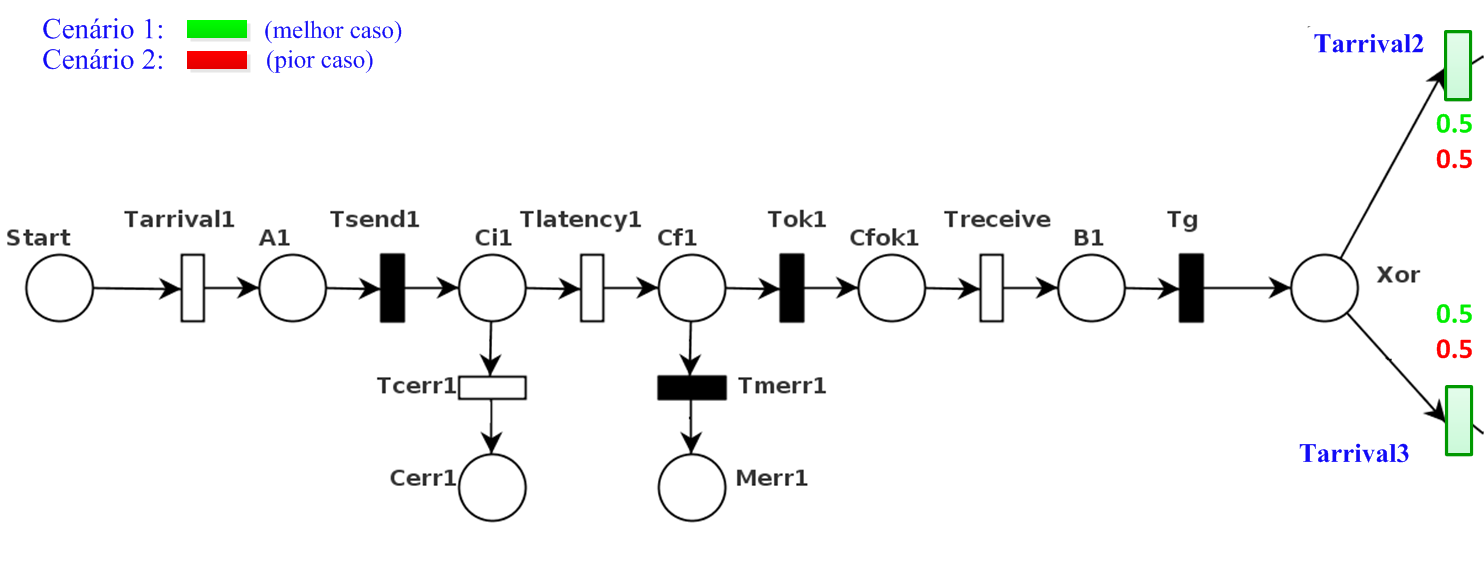 Cenário 1: (melhor caso)
Cenário 2: (pior caso)
Tarrival2
0.5
0.5
Tarrival1 Tsend1 Tlatency1 Tok1 Treceive Tg
Start A1 Ci1 Cf1 Cfok1 B1
Xor
0.5
0.5
Tcerr1 Tmerr1
Tarrival3
Cerr1 Merr1